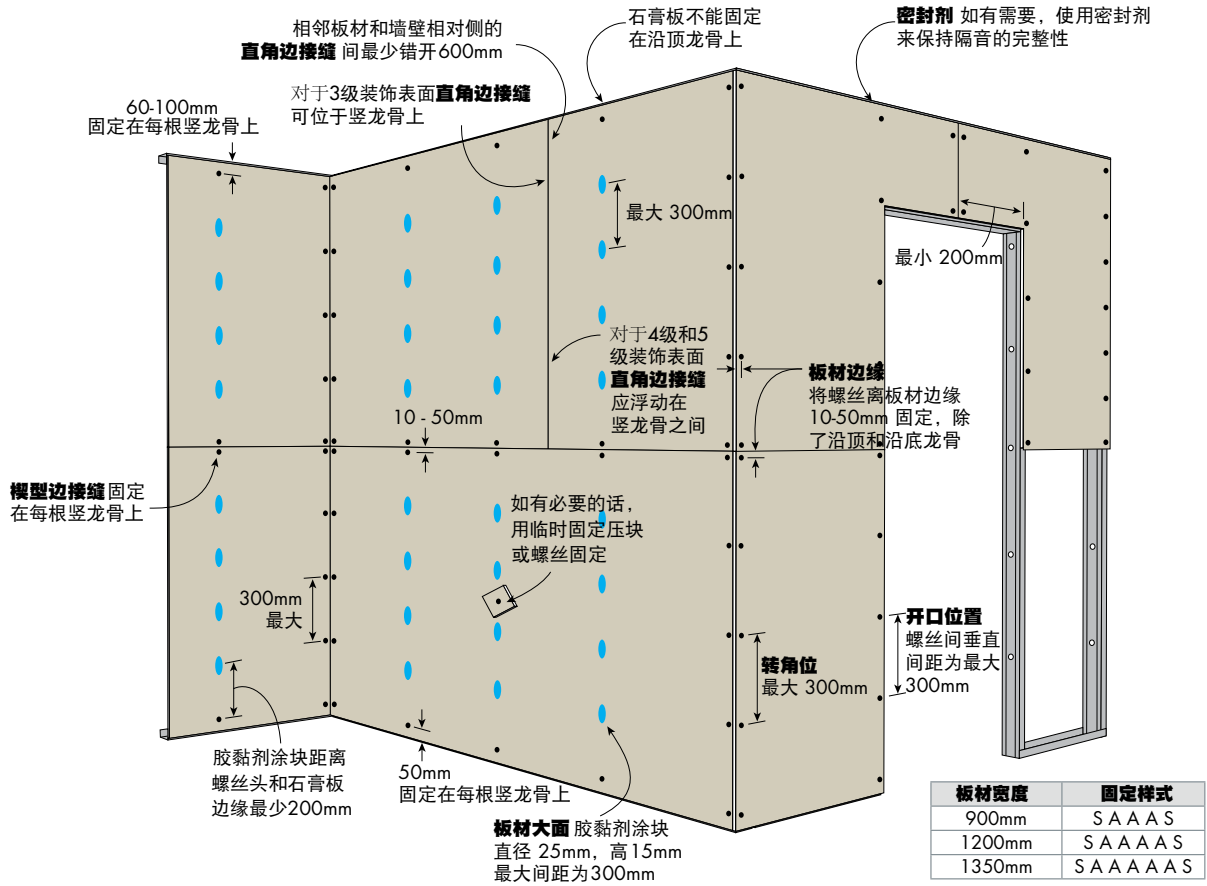 相邻板材和墙壁相对侧的
直角边接缝 间最少错开600mm
石膏板不能固定
在沿顶龙骨上
密封剂 如有需要，使用密封剂
来保持隔音的完整性
对于3级装饰表面直角边接缝
可位于竖龙骨上
60-100mm
固定在每根竖龙骨上
最大 300mm
最小 200mm
对于4级和5
级装饰表面
直角边接缝
应浮动在
竖龙骨之间
板材边缘
将螺丝离板材边缘
10-50mm 固定，除
了沿顶和沿底龙骨
10 - 50mm
楔型边接缝固定
在每根竖龙骨上
如有必要的话，
用临时固定压块
或螺丝固定
300mm
最大
开口位置
螺丝间垂直
间距为最大
300mm
转角位
最大 300mm
胶黏剂涂块距离
螺丝头和石膏板
边缘最少200mm
50mm
固定在每根竖龙骨上
板材大面 胶黏剂涂块
直径 25mm，高15mm
最大间距为300mm
板材宽度 固定样式
900mm S A A A S
1200mm S A A A A S
1350mm S A A A A A S